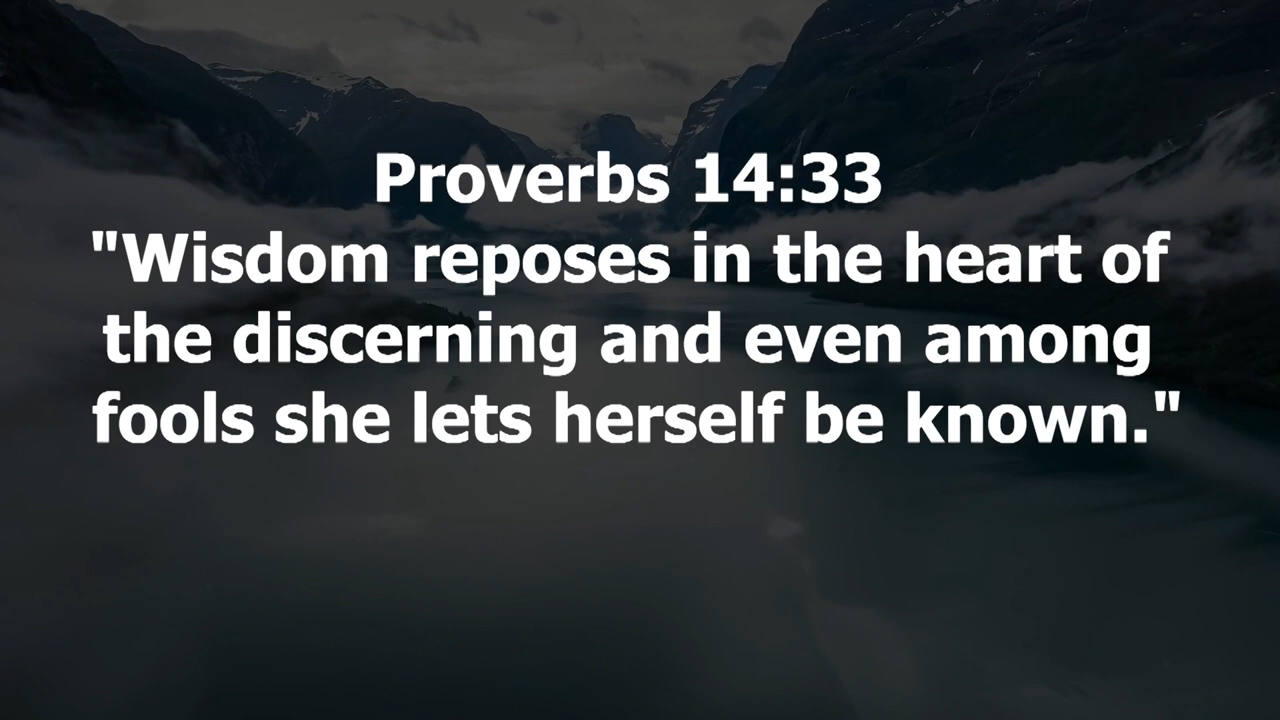 Proverbs 14:33
"Wisdom reposes in the heart of
the discerning and even among
fools she lets herself be known."